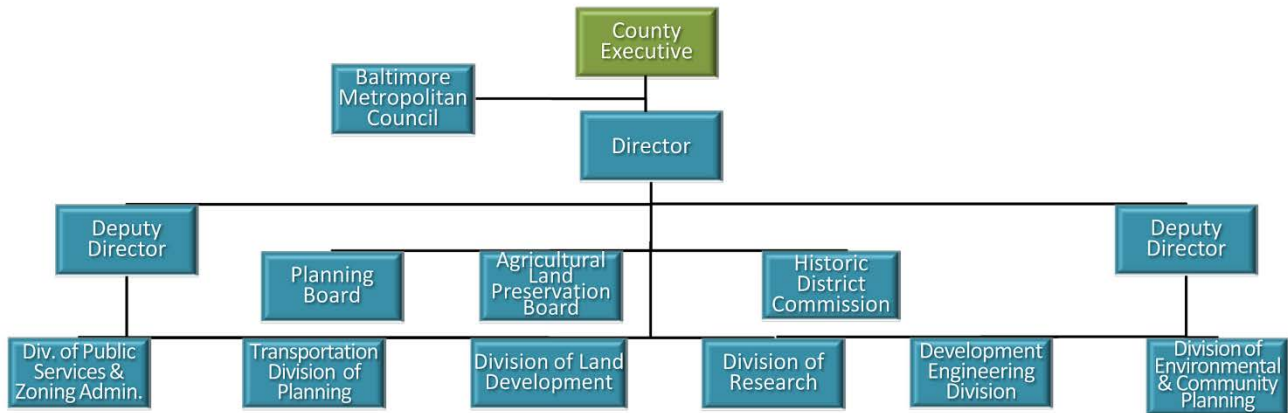 County
Executive
Baltimore
Metropolitan
Council
Director
Deputy
Director
Planning
Board
Agricultural
Land
Preservation
Board
Historic
District
Commission
Deputy
Director
Div. of Public
Services &
Zoning Admin.
Transportation
Division of
Planning
Division of Land
Development
Division of
Research
Development
Engineering
Division
Division of
Environmental
& Community
Planning